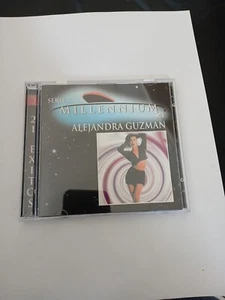 SERIE
MILLENNIUM
ALEJANDRA GUZMAN
21 EXITOS